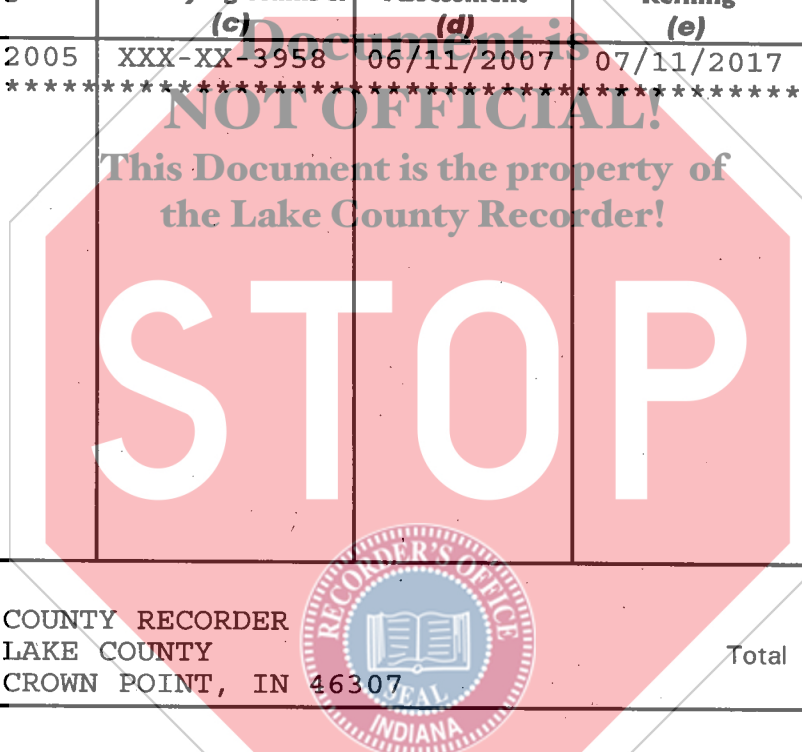 (c) (d) (e)
Document is
2005 XXX-XX-3958 06/11/2007 07/11/2017
******************************************
NOT OFFICIAL!
This Document is the property of
the Lake County Recorder!
STOP
RECORDER'S OFFICE
SEAL
INDIANA
COUNTY RECORDER
LAKE COUNTY
CROWN POINT, IN 46307
Total